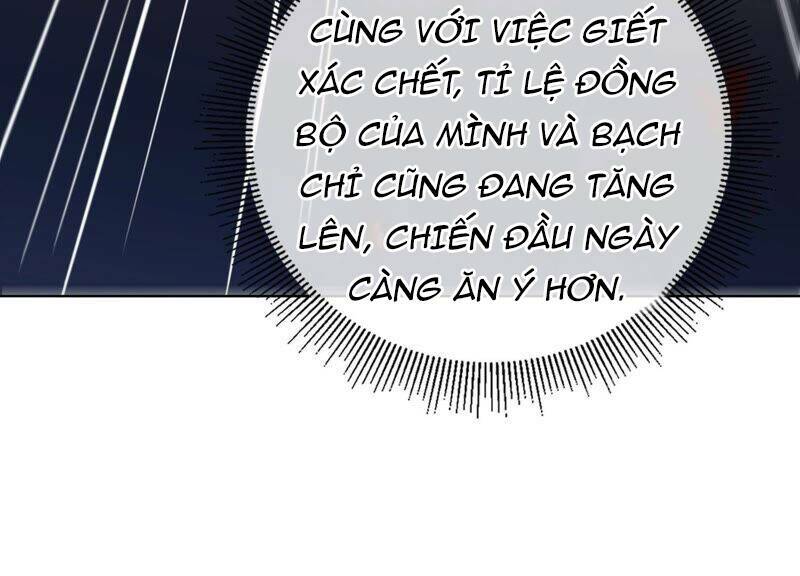 CÙNG VỚI VIỆC GIẾT
XÁC CHẾT, TỈ LỆ ĐỒNG
BỘ CỦA MÌNH VÀ BẠCH
CHỈ CŨNG ĐANG TĂNG
LÊN, CHIẾN ĐẤU NGÀY
CÀNG ĂN Ý HƠN.